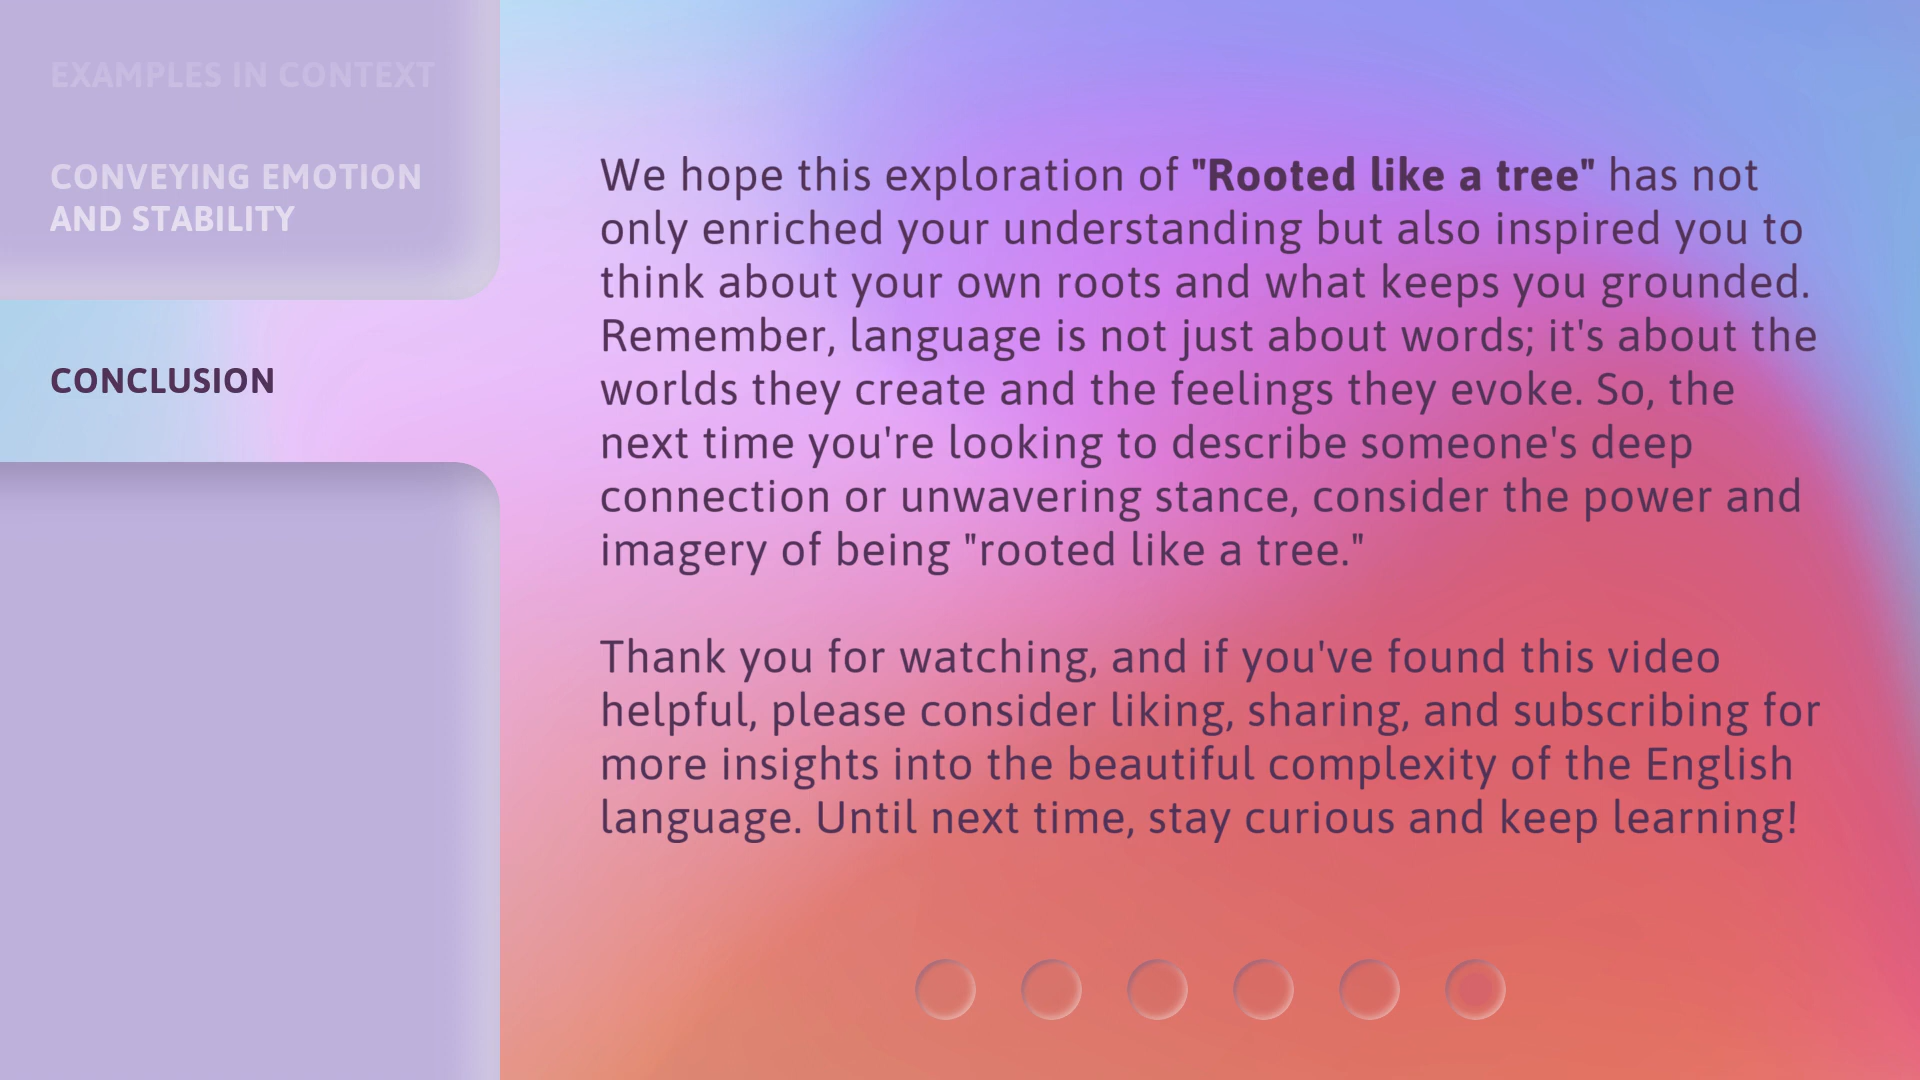 EXAMPLES IN CONTEXT
CONVEYING EMOTION
AND STABILITY
CONCLUSION
We hope this exploration of "Rooted like a tree" has not
only enriched your understanding but also inspired you to
think about your own roots and what keeps you grounded.
Remember, language is not just about words; it's about the
worlds they create and the feelings they evoke. So, the
next time you're looking to describe someone's deep
connection or unwavering stance, consider the power and
imagery of being "rooted like a tree."
Thank you for watching, and if you've found this video
helpful, please consider liking, sharing, and subscribing for
more insights into the beautiful complexity of the English
language. Until next time, stay curious and keep learning!